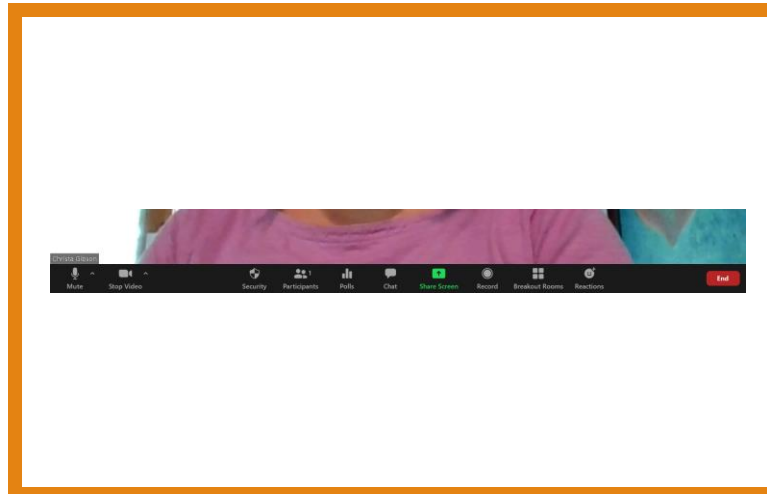 Christa Gibson
1
Mute
Stop Video
Security
Participants
Polls
Chat
Share Screen
Record
Breakout Rooms
Reactions
End